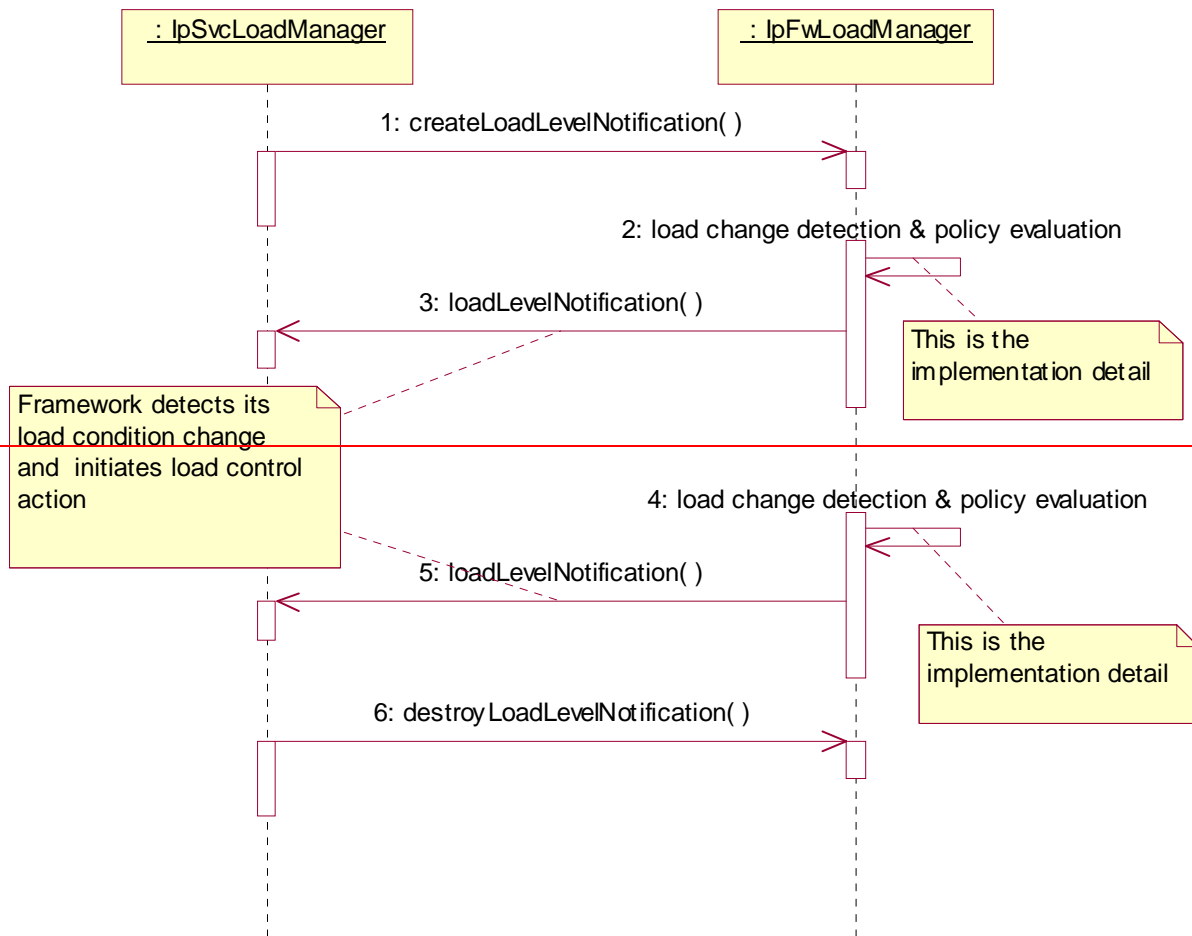 : IpSvcLoadManager
: IpFwLoadManager
1: createLoadLevelNotification( )
2: load change detection & policy evaluation
3: loadLevelNotification( )
This is the
implementation detail
Framework detects its
load condition change
and initiates load control
action
4: load change detection & policy evaluation
5: loadLevelNotification( )
This is the
implementation detail
6: destroyLoadLevelNotification( )